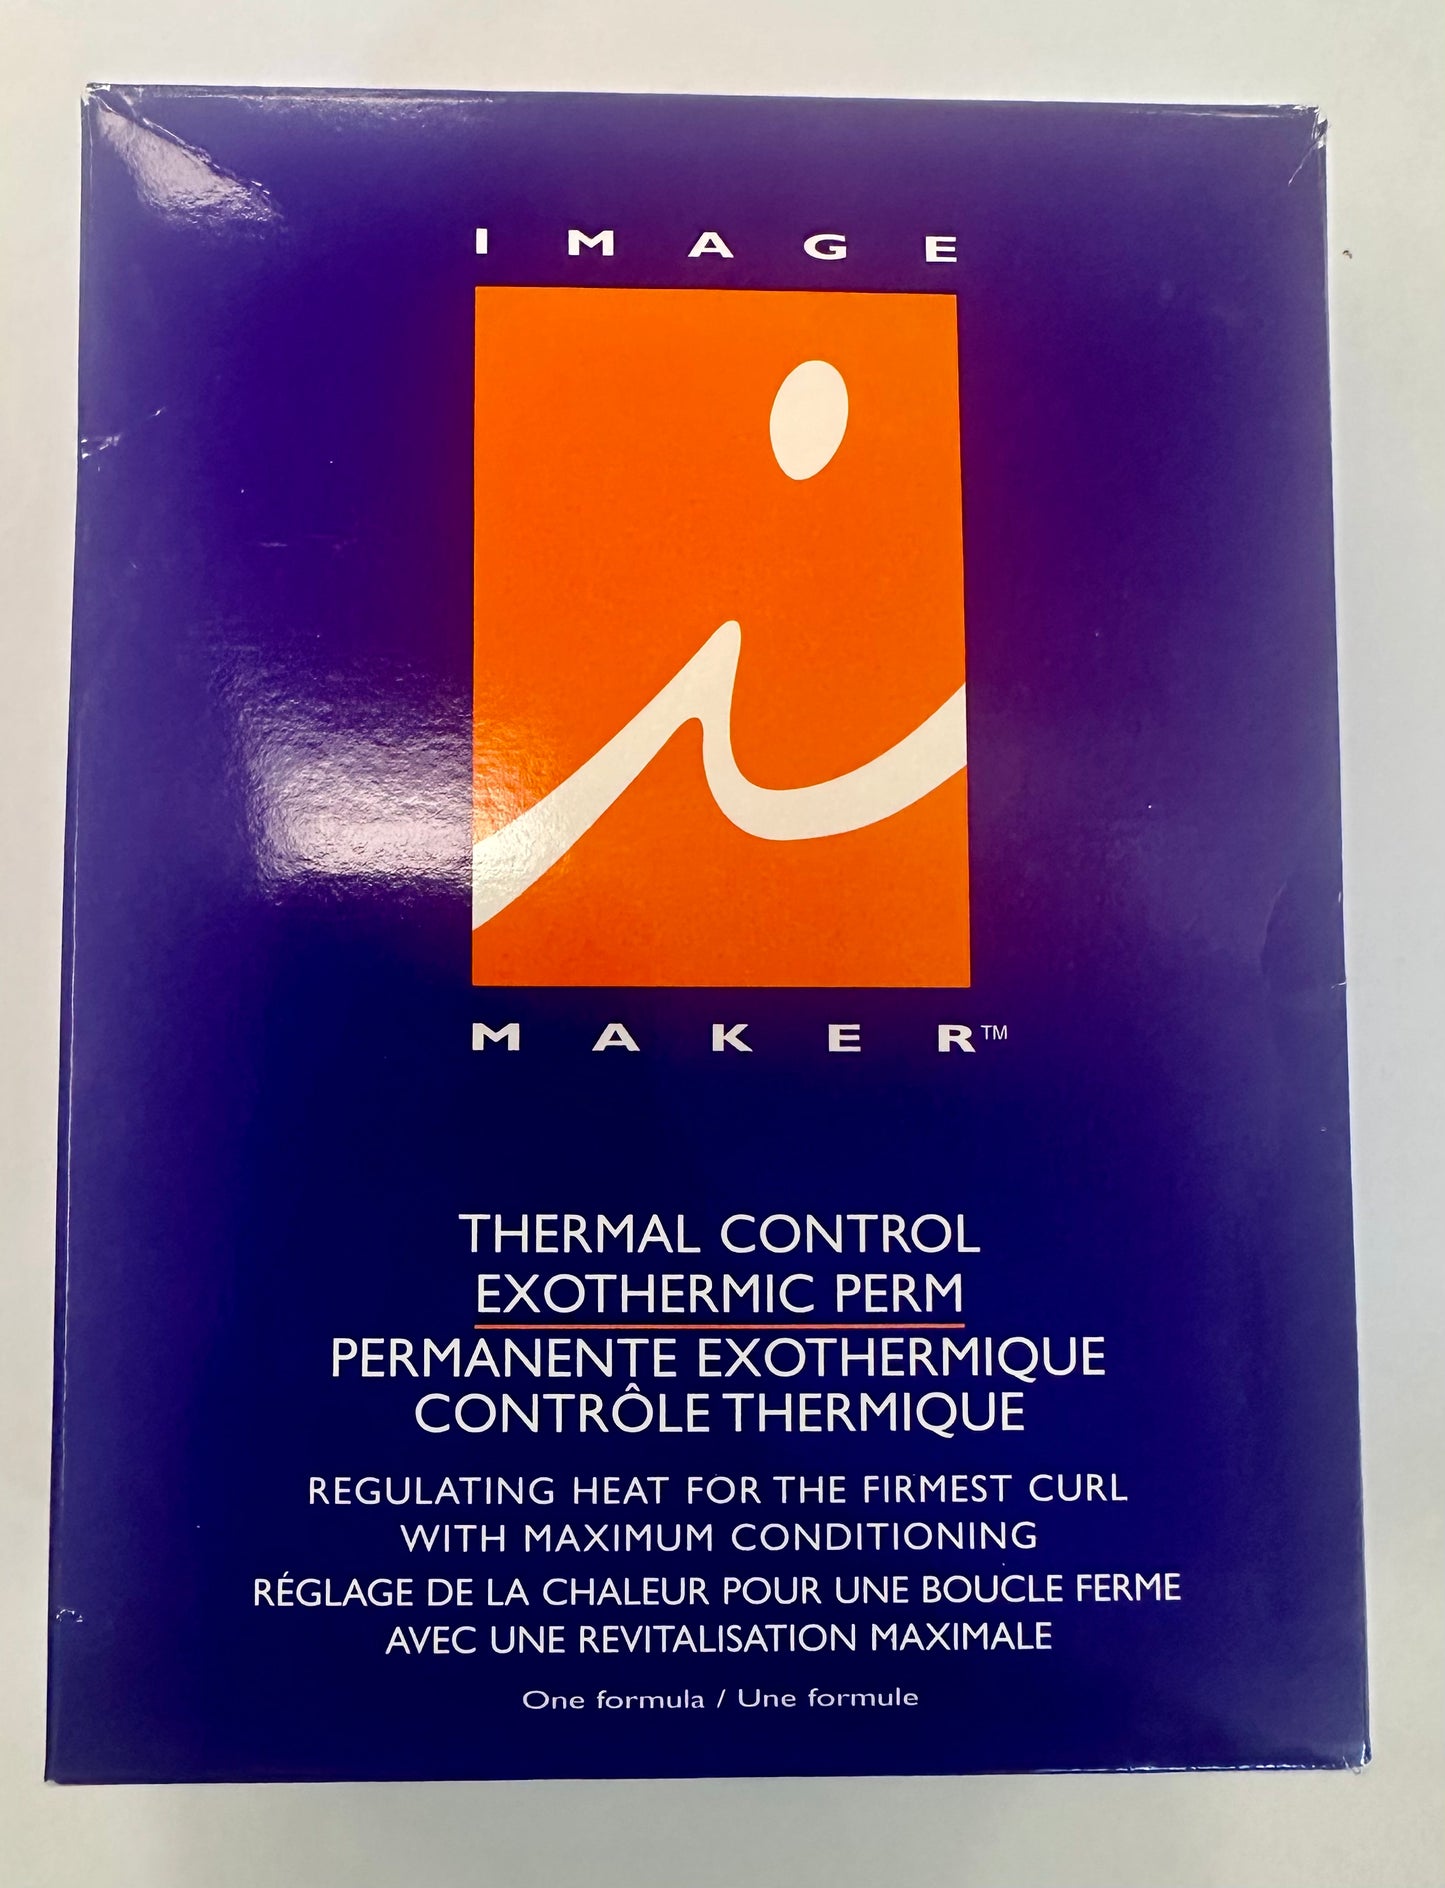 IMAGE
i
MAKER™
THERMAL CONTROL
EXOTHERMIC PERM
PERMANENTE EXOTHERMIQUE
CONTRÔLE THERMIQUE
REGULATING HEAT FOR THE FIRMEST CURL
WITH MAXIMUM CONDITIONING
RÉGLAGE DE LA CHALEUR POUR UNE BOUCLE FERME
AVEC UNE REVITALISATION MAXIMALE
One formula / Une formule